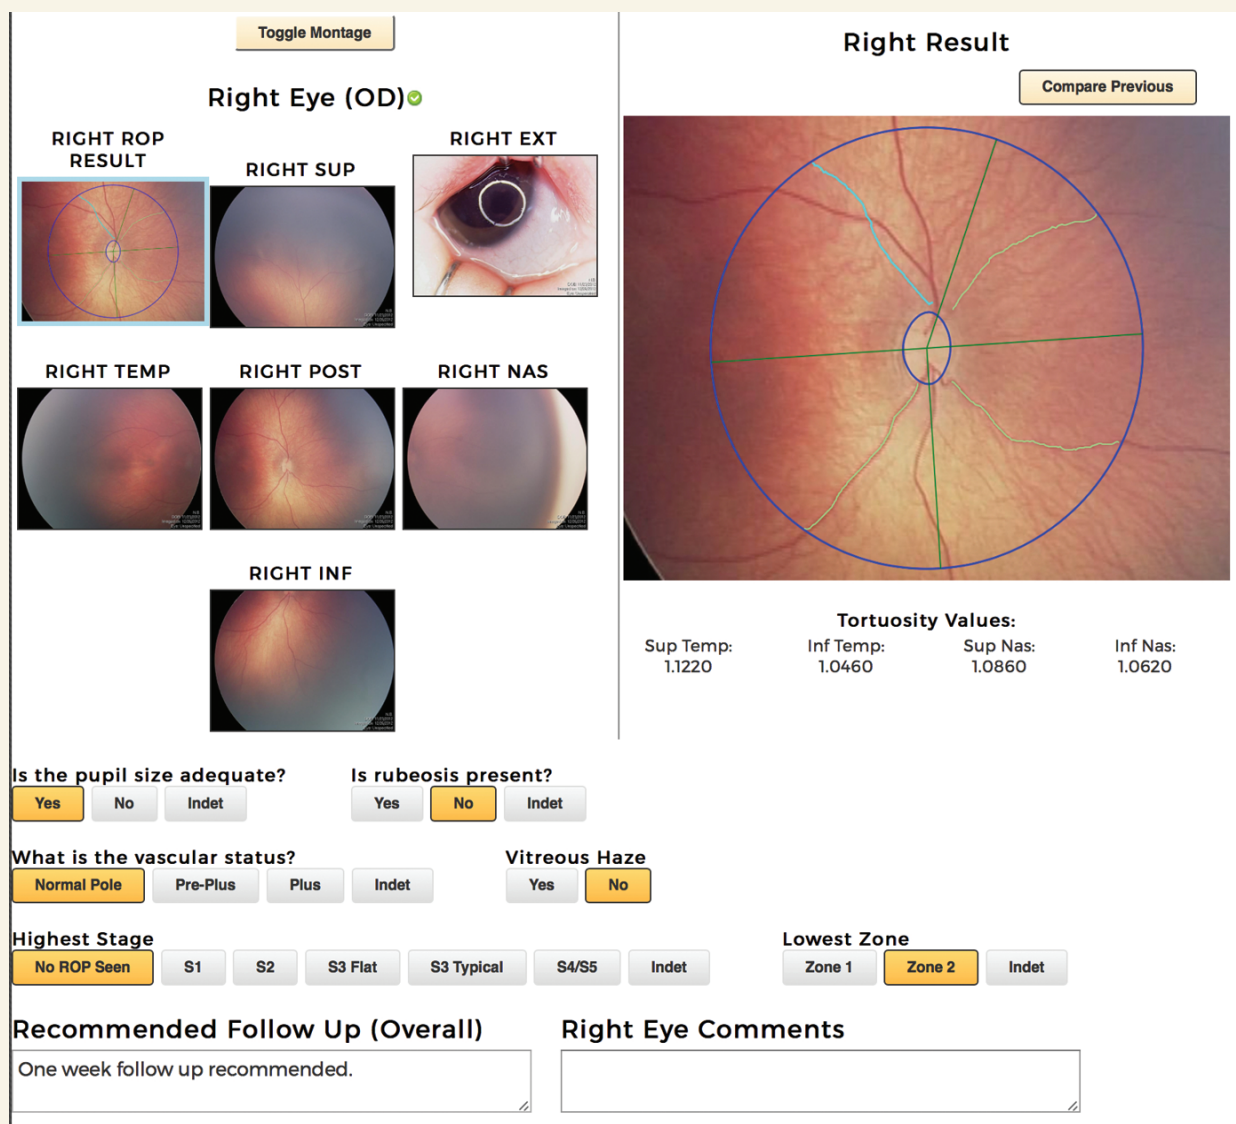 Toggle Montage
Right Eye (OD)
RIGHT ROP
RESULT
RIGHT SUP
RIGHT EXT
RIGHT TEMP
RIGHT POST
RIGHT NAS
RIGHT INF
Right Result
Compare Previous
Tortuosity Values:
Sup Temp: Inf Temp: Sup Nas: Inf Nas:
1.1220 1.0460 1.0860 1.0620
Is the pupil size adequate? Is rubeosis present?
Yes No Indet Yes No Indet
What is the vascular status? Vitreous Haze
Normal Pole Pre-Plus Plus Indet Yes No
Highest Stage Lowest Zone
No ROP Seen S1 S2 S3 Flat S3 Typical S4/S5 Indet Zone 1 Zone 2 Indet
Recommended Follow Up (Overall) Right Eye Comments
One week follow up recommended.